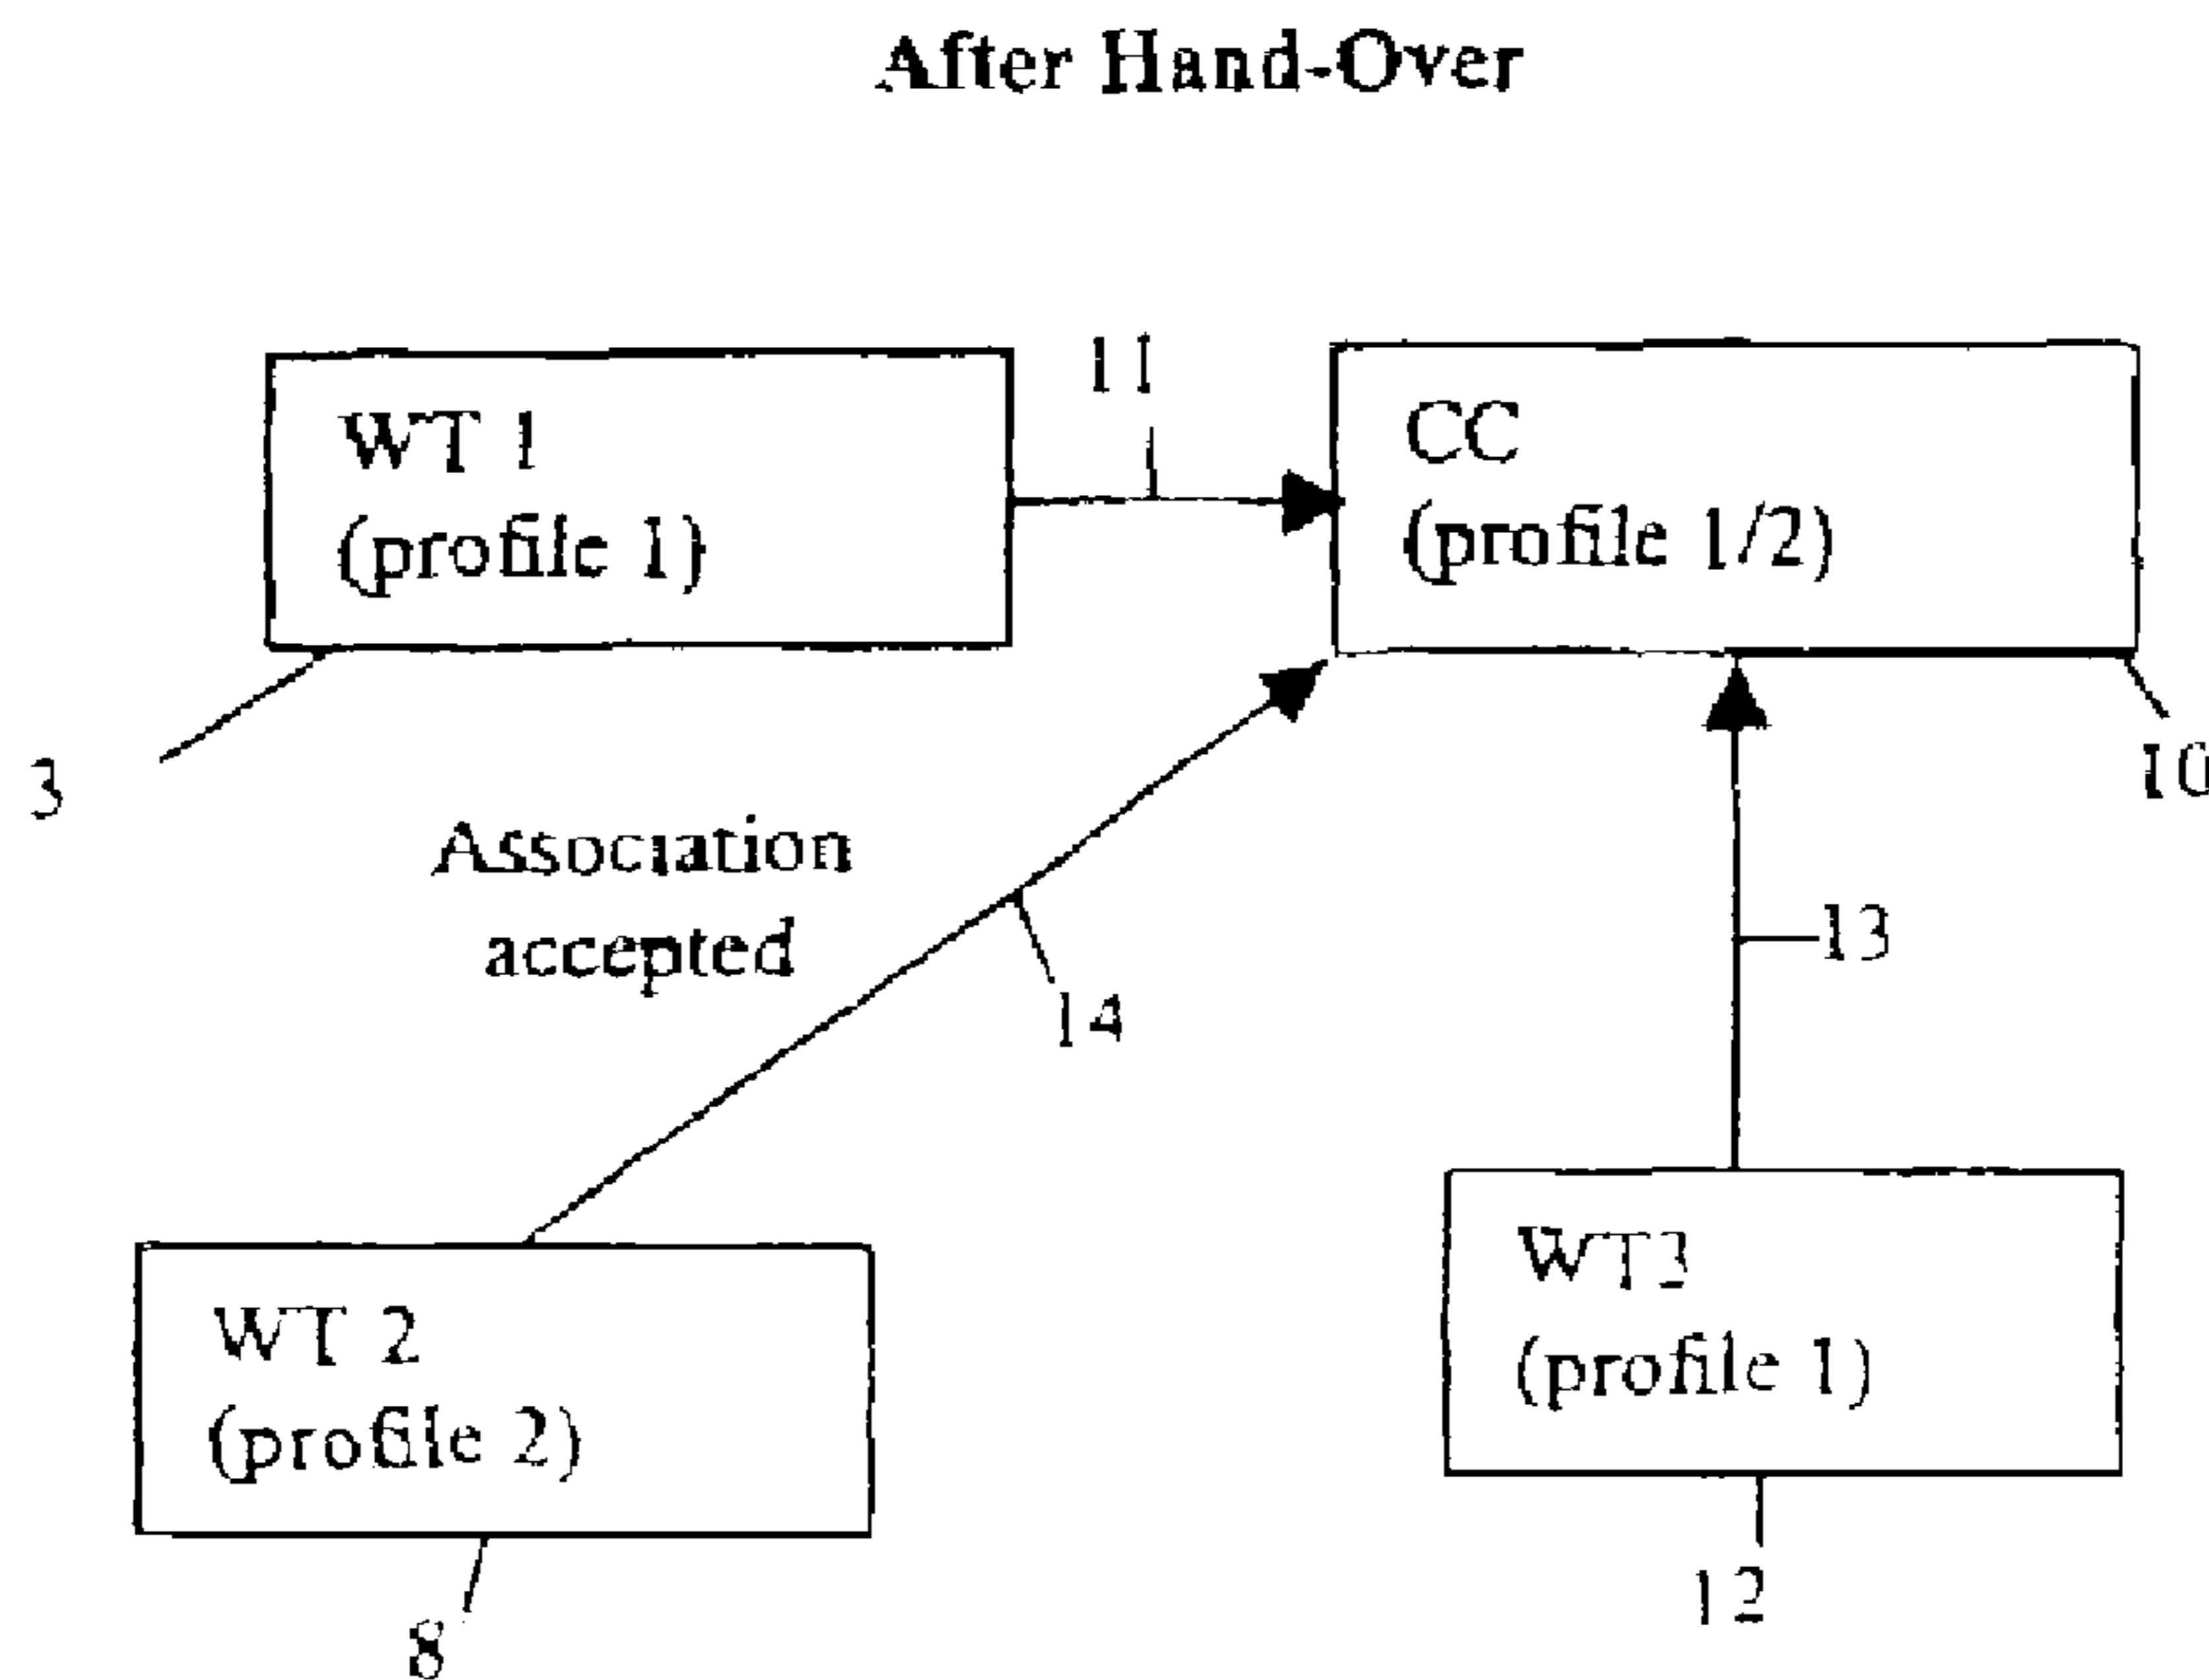 After Hand-Over
11
WT 1
(profile 1)
CC
(profile 1/2)
3
10
Association
accepted
13
14
WT 2
(profile 2)
WT3
(profile 1)
8
12